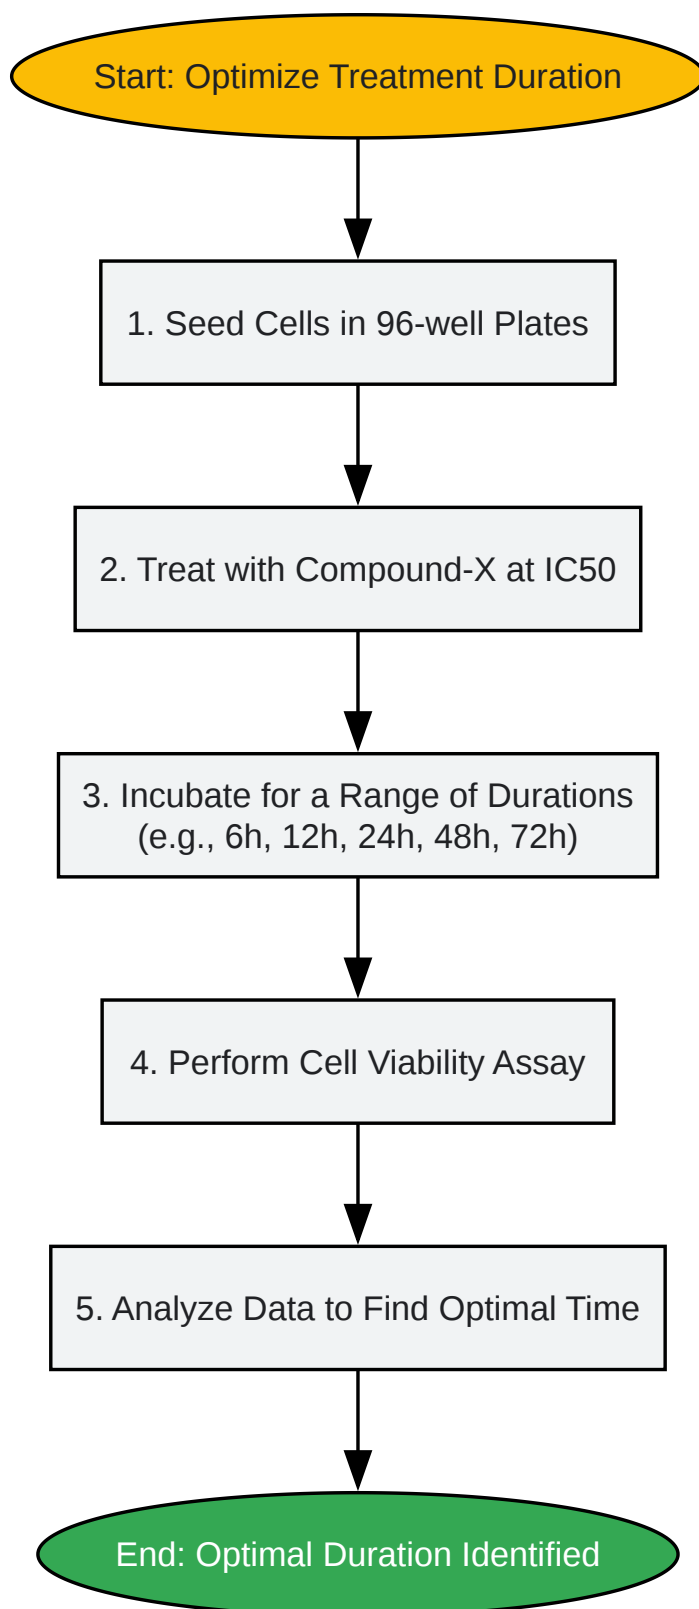 Start: Optimize Treatment Duration
1. Seed Cells in 96-well Plates
2. Treat with Compound-X at IC50
3. Incubate for a Range of Durations
(e.g., 6h, 12h, 24h, 48h, 72h)
4. Perform Cell Viability Assay
5. Analyze Data to Find Optimal Time
End: Optimal Duration Identified